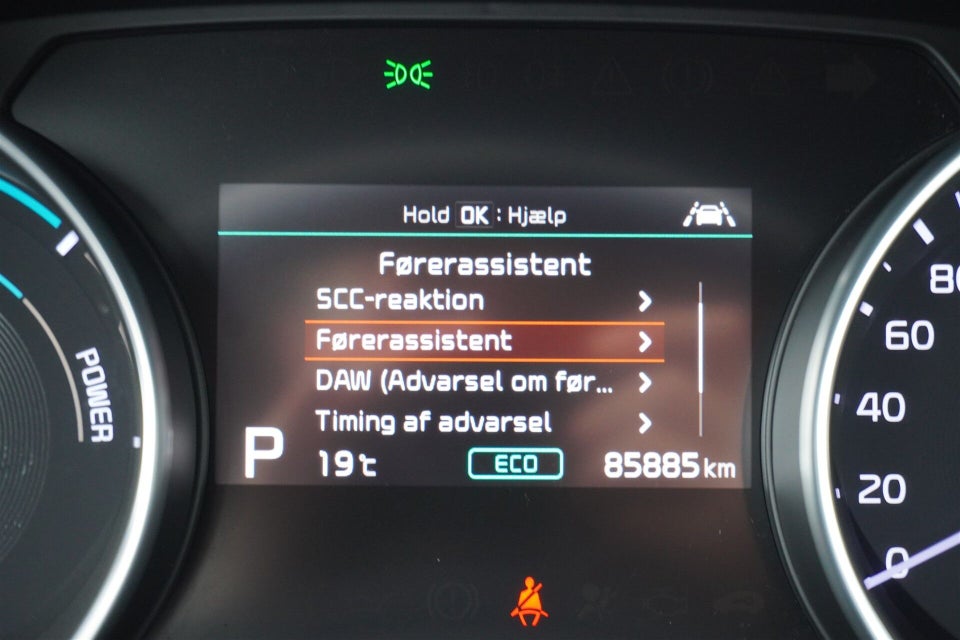 Hold OK : Hjælp
Førerassistent
SCC-reaktion
Førerassistent
DAW (Advarsel om før...
Timing af advarsel
P 19℃ ECO 85885 km
POWER
80
60
40
20
0